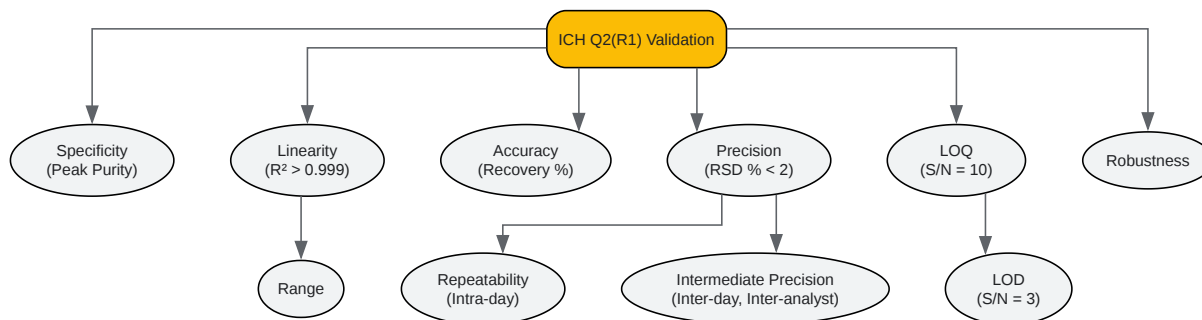 ICH Q2(R1) Validation
Specificity
(Peak Purity)
Linearity
(R² > 0.999)
Accuracy
(Recovery %)
Precision
(RSD % < 2)
LOQ
(S/N = 10)
Robustness
Range
Repeatability
(Intra-day)
Intermediate Precision
(Inter-day, Inter-analyst)
LOD
(S/N = 3)